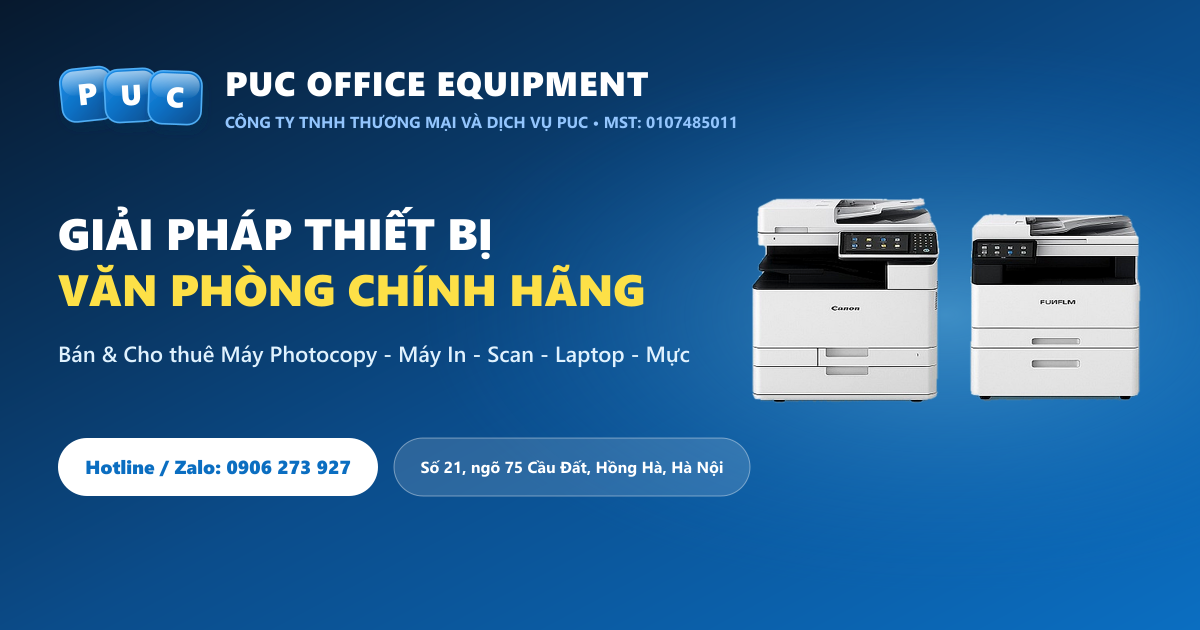 PUC
PUC OFFICE EQUIPMENT
CÔNG TY TNHH THƯƠNG MẠI VÀ DỊCH VỤ PUC • MST: 0107485011
GIẢI PHÁP THIẾT BỊ
VĂN PHÒNG CHÍNH HÃNG
Bán & Cho thuê Máy Photocopy - Máy In - Scan - Laptop - Mực
Canon
Hotline / Zalo: 0906 273 927
Số 21, ngõ 75 Cầu Đất, Hồng Hà, Hà Nội